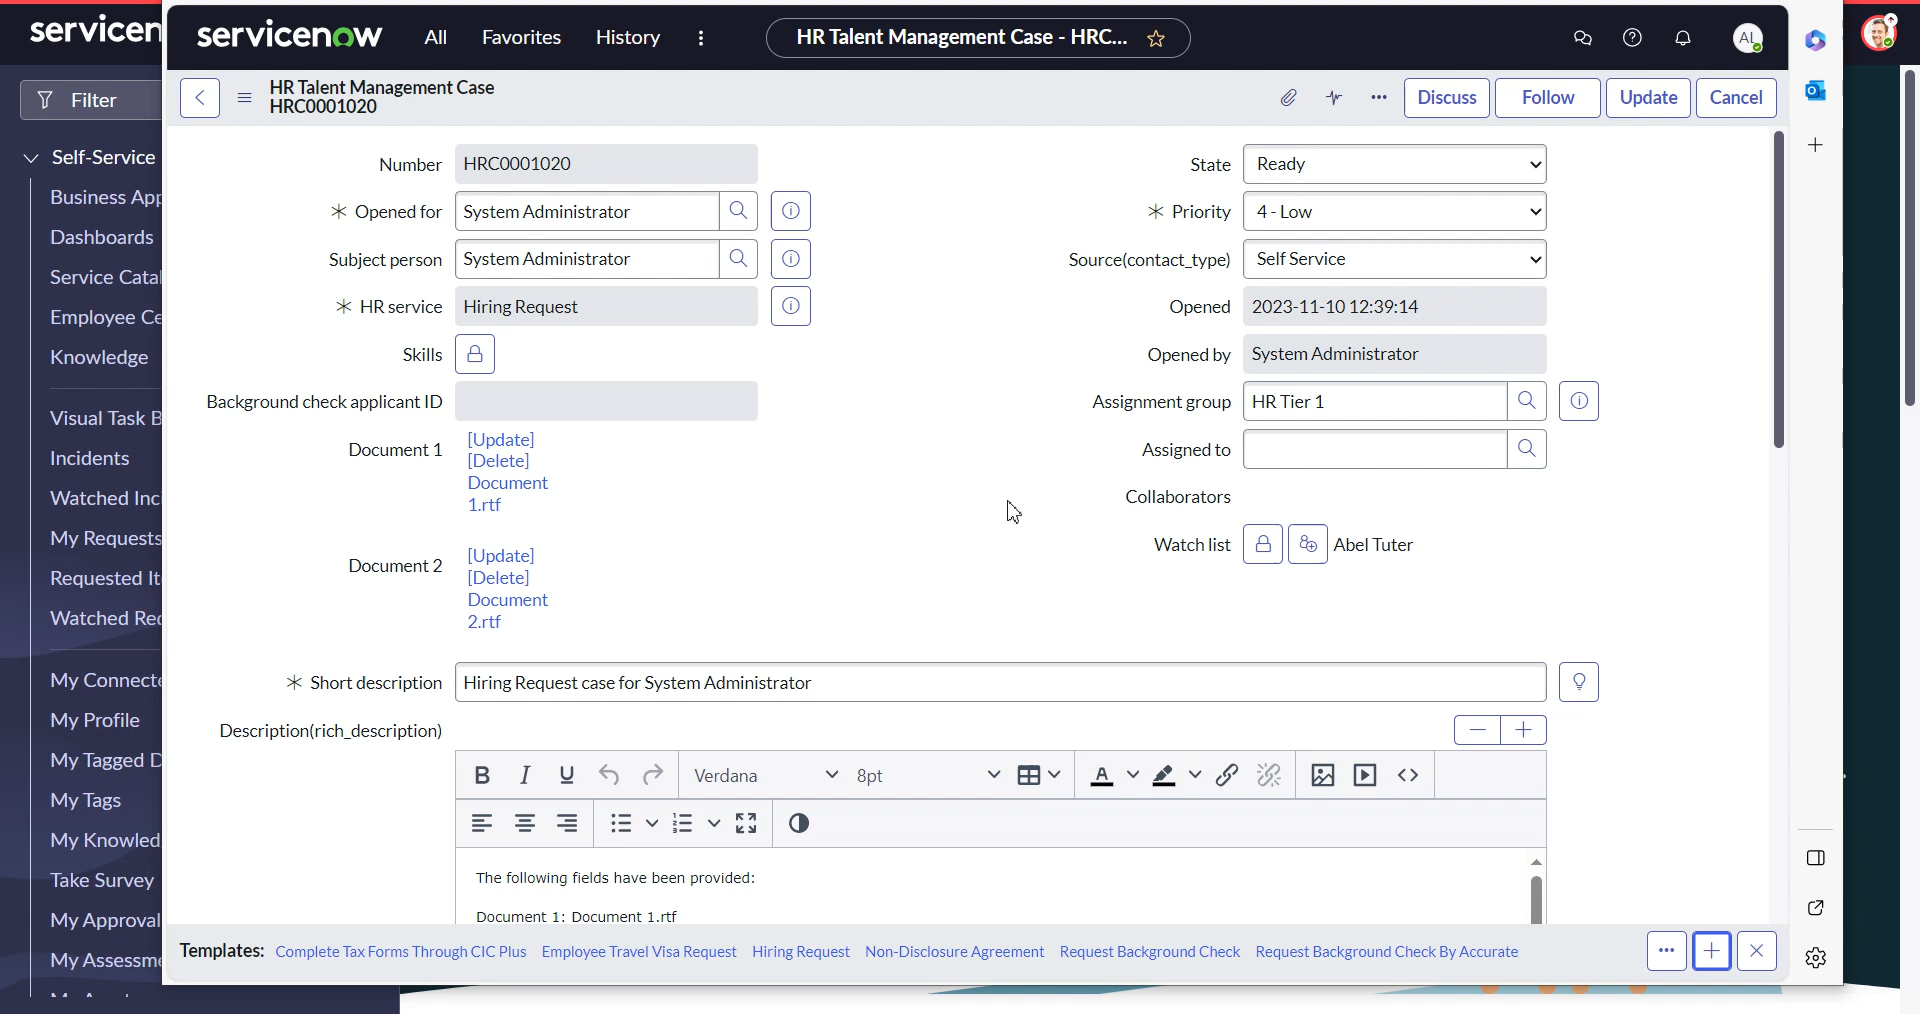 servicen
Filter
Self-Service
Business App
Dashboards
Service Catal
Employee Ce
Knowledge
Visual Task B
Incidents
Watched Inc
My Requests
Requested It
Watched Rec
My Connecte
My Profile
My Tagged D
My Tags
My Knowled
Take Survey
My Approval
My Assessme
servicenow All Favorites History HR Talent Management Case - HRC... AL
HR Talent Management Case
HRC0001020
Discuss Follow Update Cancel
Number HRC0001020 State Ready
* Opened for System Administrator * Priority 4 - Low
Subject person System Administrator Source(contact_type) Self Service
* HR service Hiring Request Opened 2023-11-10 12:39:14
Skills Opened by System Administrator
Background check applicant ID Assignment group HR Tier 1
Document 1 [Update] Assigned to
[Delete]
Document
1.rtf
Collaborators
Watch list Abel Tuter
Document 2 [Update]
[Delete]
Document
2.rtf
* Short description Hiring Request case for System Administrator
Description(rich_description)
B I U Verdana 8pt A
The following fields have been provided:
Document 1: Document 1.rtf
Templates: Complete Tax Forms Through CIC Plus Employee Travel Visa Request Hiring Request Non-Disclosure Agreement Request Background Check Request Background Check By Accurate